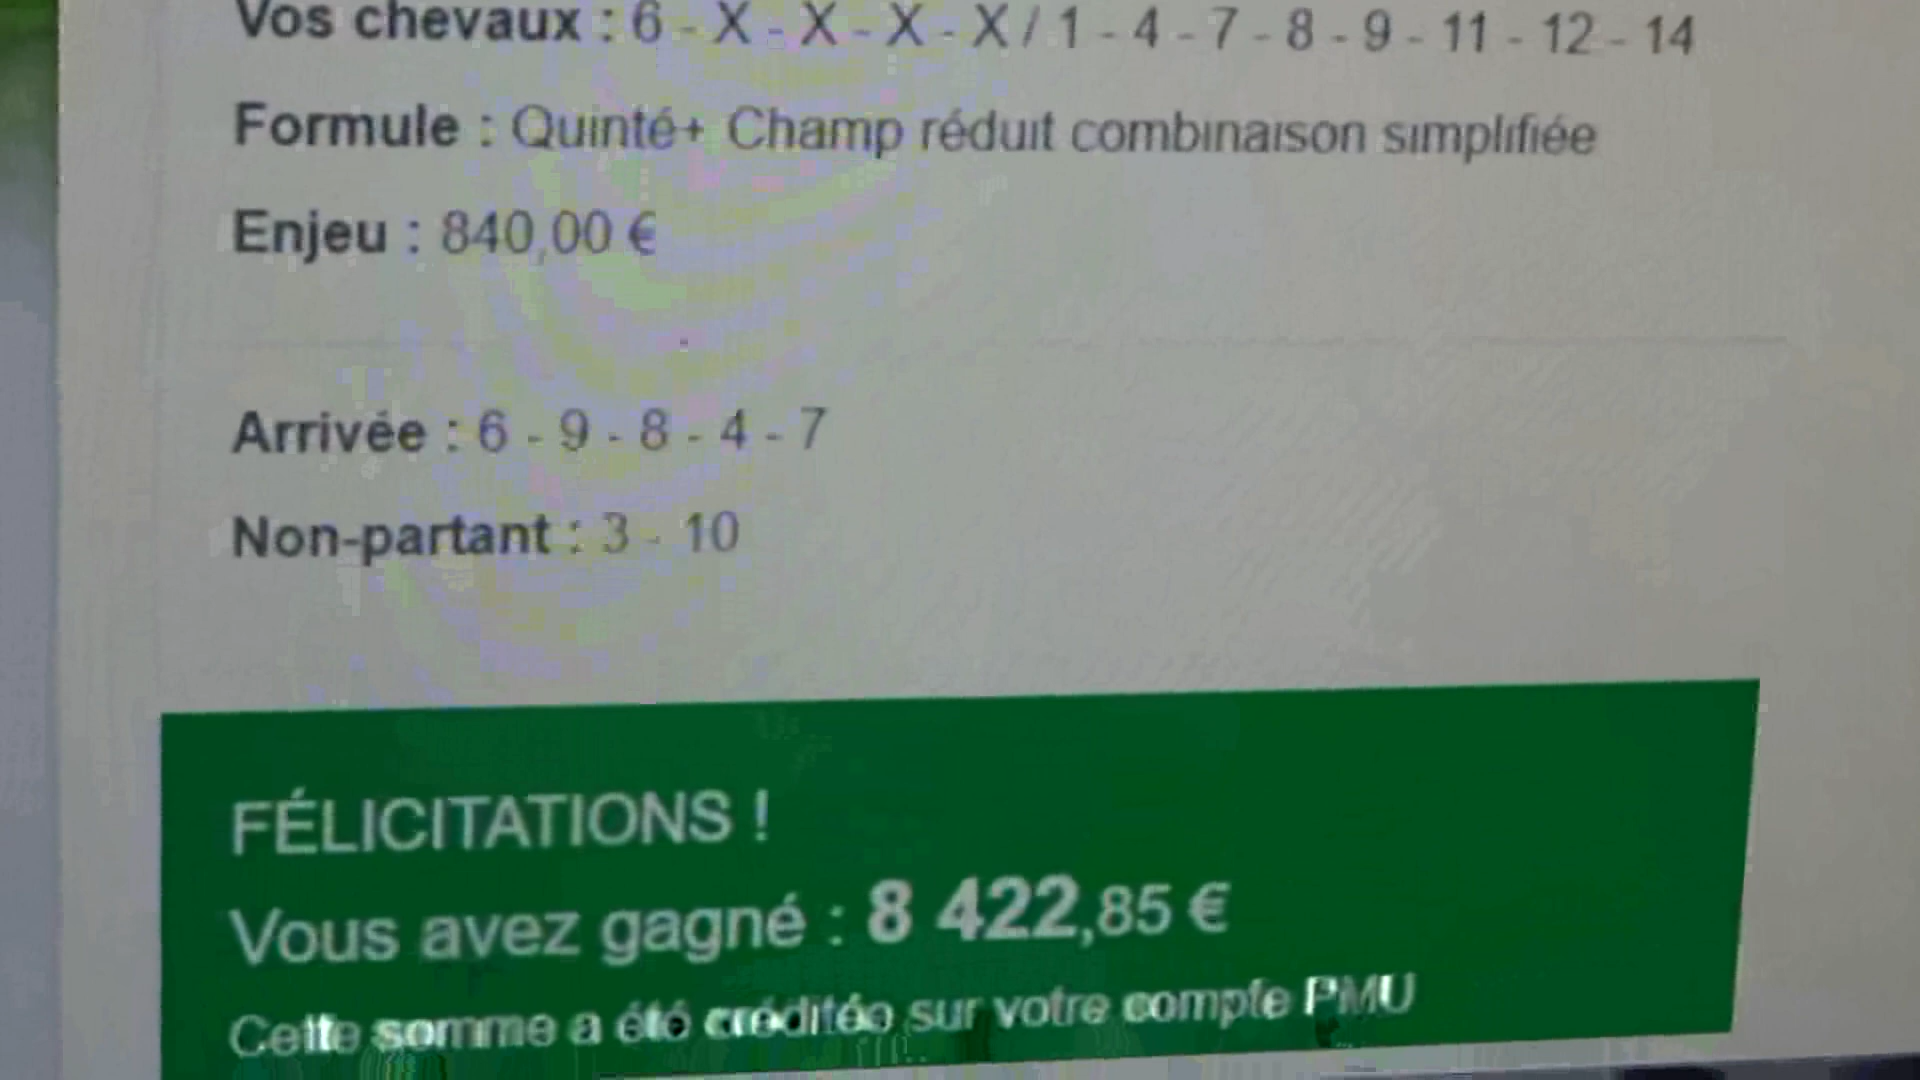 Vos chevaux : 6 - X - X - X - X / 1 - 4 - 7 - 8 - 9 - 11 - 12 - 14
Formule : Quinté+ Champ réduit combinaison simplifiée
Enjeu : 840,00 €
Arrivée : 6 - 9 - 8 - 4 - 7
Non-partant : 3 - 10
FÉLICITATIONS !
Vous avez gagné : 8 422,85 €
Cette somme a été créditée sur votre compte PMU